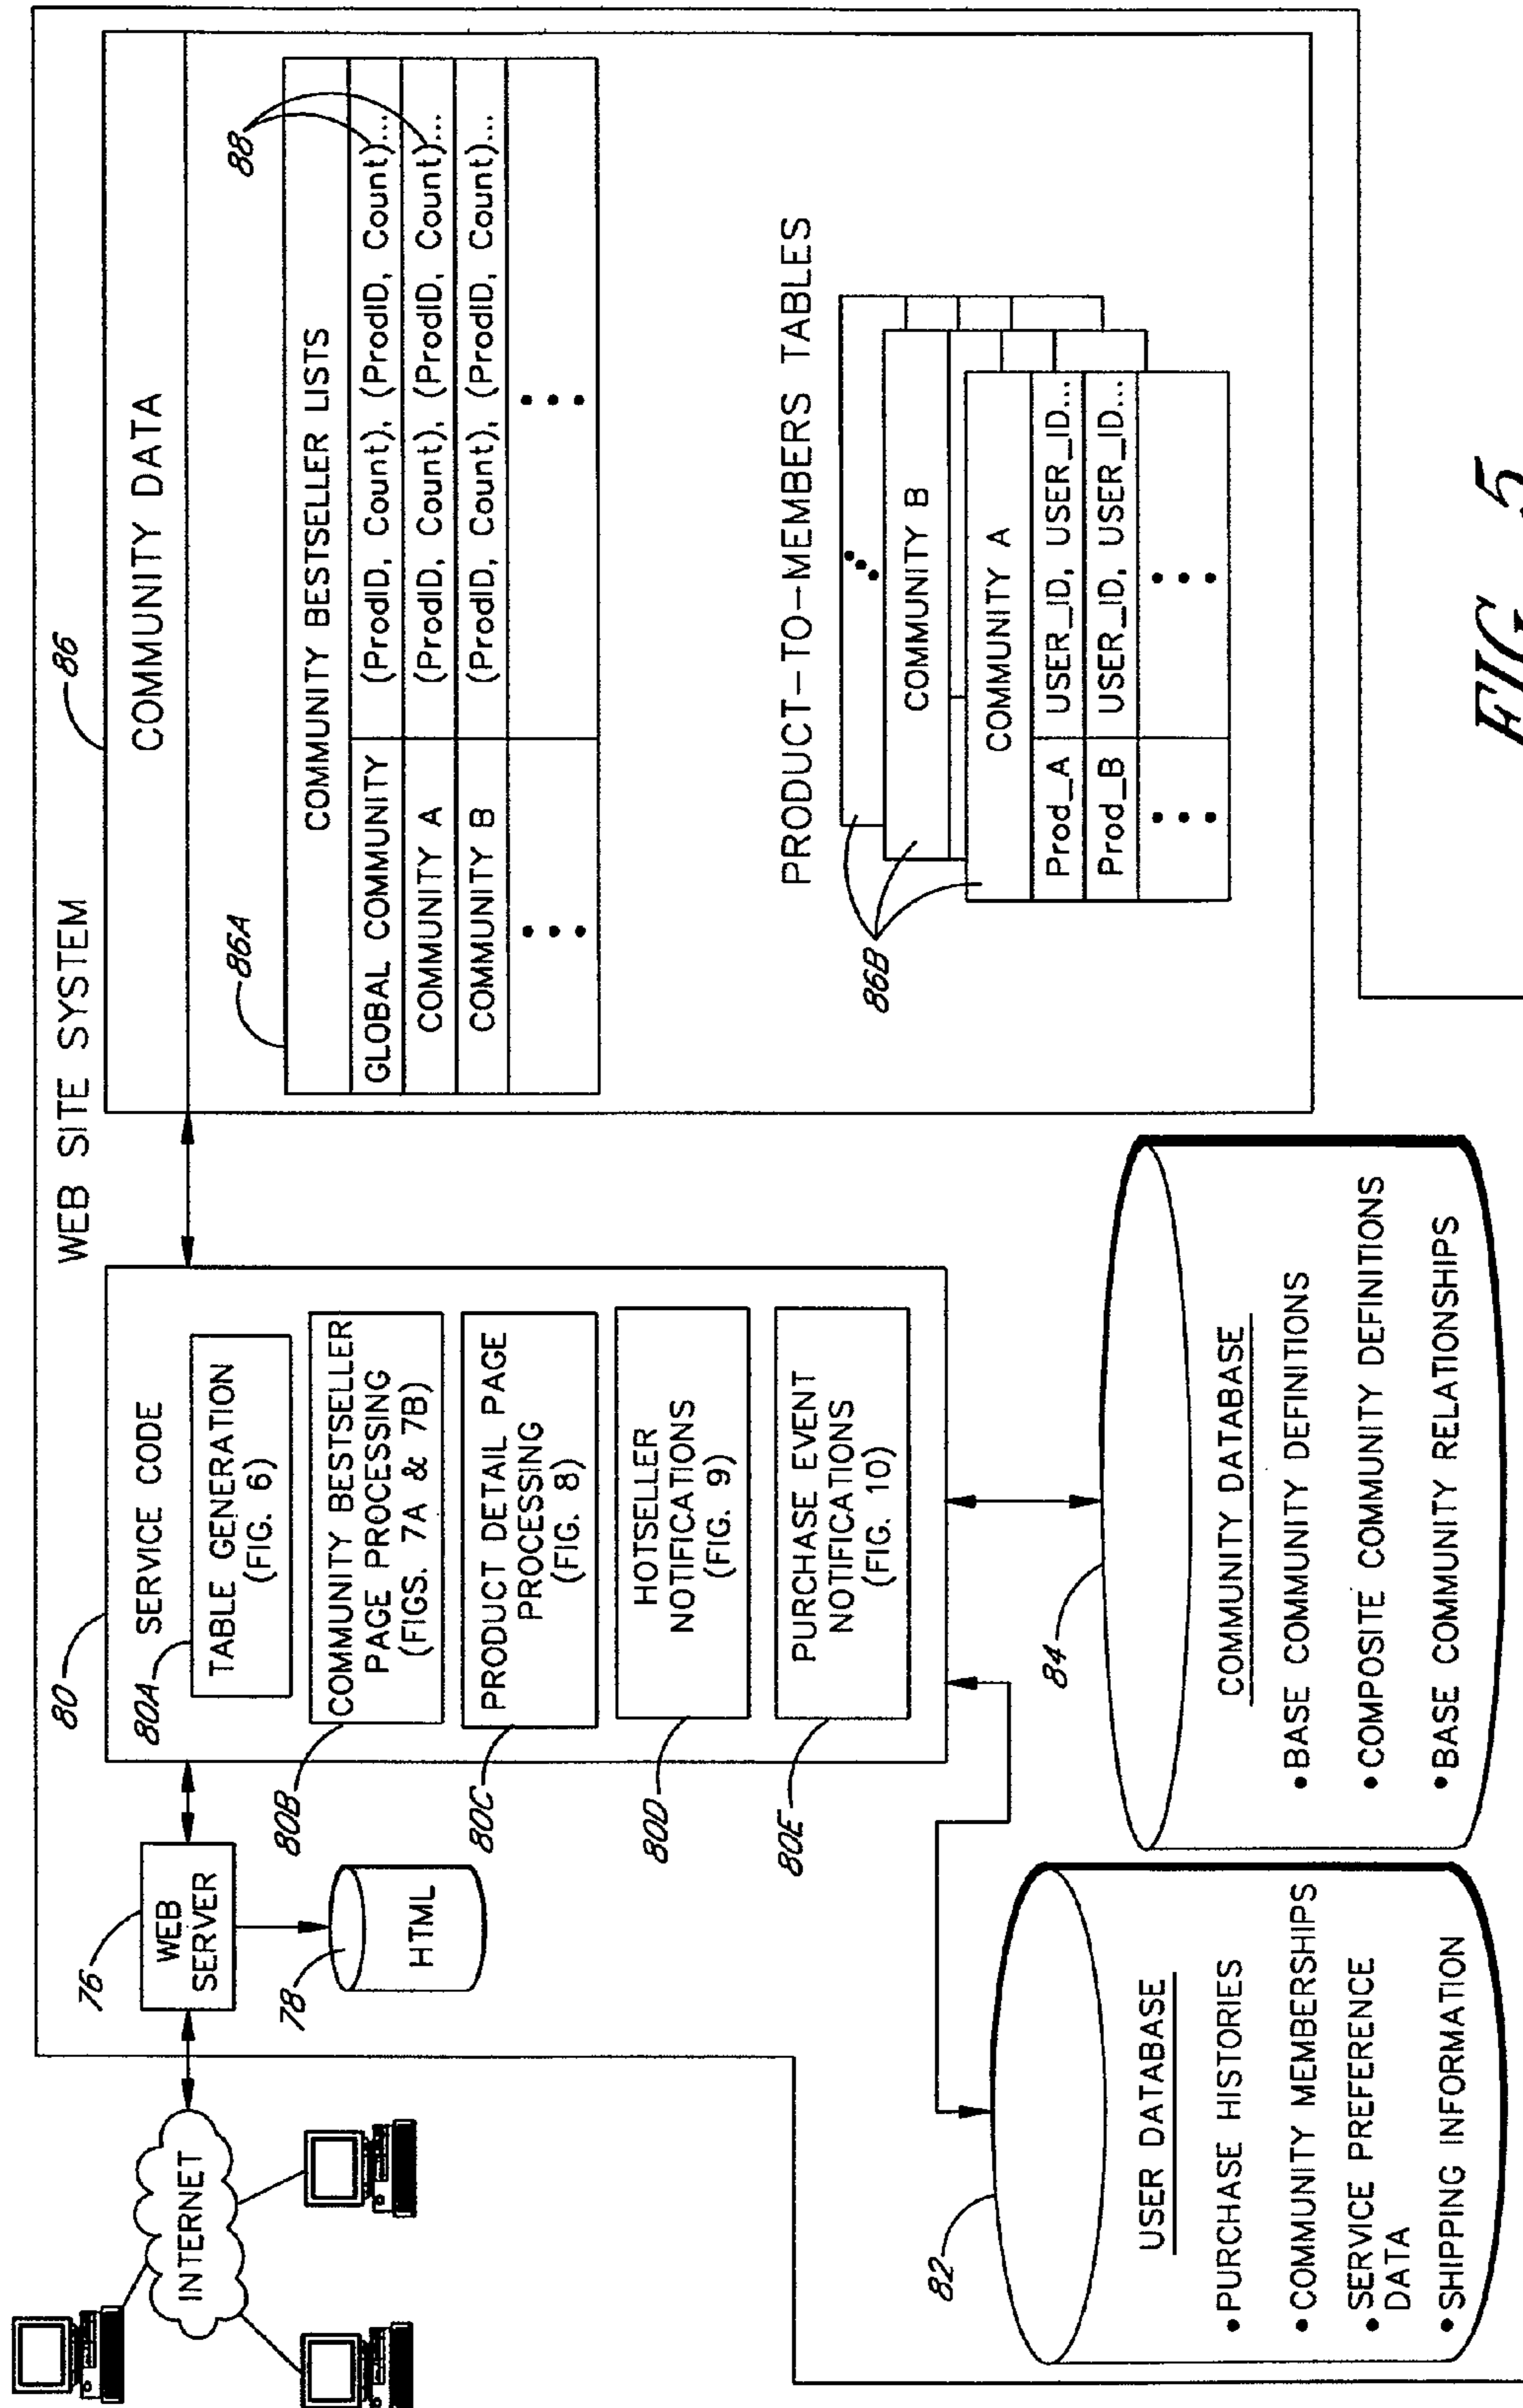 WEB SITE SYSTEM
INTERNET
76
WEB
SERVER
78
HTML
80
SERVICE CODE
80A
TABLE GENERATION
(FIG. 6)
80B
COMMUNITY BESTSELLER
PAGE PROCESSING
(FIGS. 7A & 7B)
80C
PRODUCT DETAIL PAGE
PROCESSING
(FIG. 8)
80D
HOTSELLER
NOTIFICATIONS
(FIG. 9)
80E
PURCHASE EVENT
NOTIFICATIONS
(FIG. 10)
86
COMMUNITY DATA
86A
88
COMMUNITY BESTSELLER LISTS
GLOBAL COMMUNITY (ProdID, Count), (ProdID, Count)...
COMMUNITY A (ProdID, Count), (ProdID, Count)...
COMMUNITY B (ProdID, Count), (ProdID, Count)...
PRODUCT-TO-MEMBERS TABLES
86B
COMMUNITY B
COMMUNITY A
Prod_A USER_ID, USER_ID...
Prod_B USER_ID, USER_ID...
82
USER DATABASE
• PURCHASE HISTORIES
• COMMUNITY MEMBERSHIPS
• SERVICE PREFERENCE
DATA
• SHIPPING INFORMATION
84
COMMUNITY DATABASE
• BASE COMMUNITY DEFINITIONS
• COMPOSITE COMMUNITY DEFINITIONS
• BASE COMMUNITY RELATIONSHIPS
FIG. 5